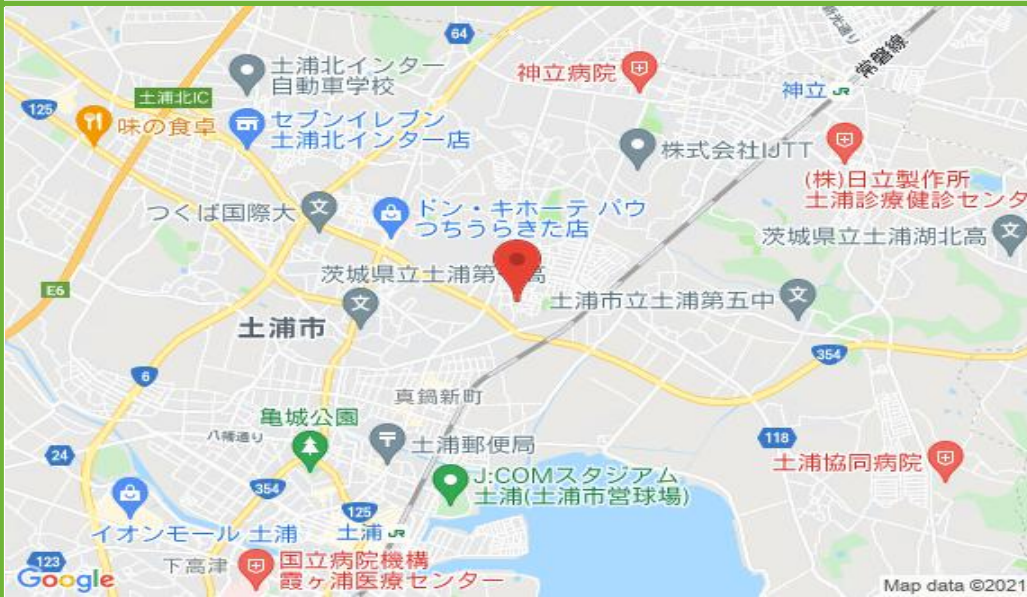 64
新光通り
常磐線
土浦北インター
自動車学校
神立病院
神立 JR
土浦北IC
125
味の食卓
セブンイレブン
土浦北インター店
株式会社IJTT
(株)日立製作所
土浦診療健診センタ
つくば国際大
ドン・キホーテ パウ
つちうらきた店
茨城県立土浦湖北高
茨城県立土浦第
高
E6
土浦市立土浦第五中
土浦市
354
6
真鍋新町
亀城公園
八幡通り
土浦郵便局
118
24
土浦協同病院
J:COMスタジアム
土浦(土浦市営球場)
354
125
イオンモール 土浦
土浦 JR
123
下高津
国立病院機構
霞ヶ浦医療センター
Google
Map data ©2021